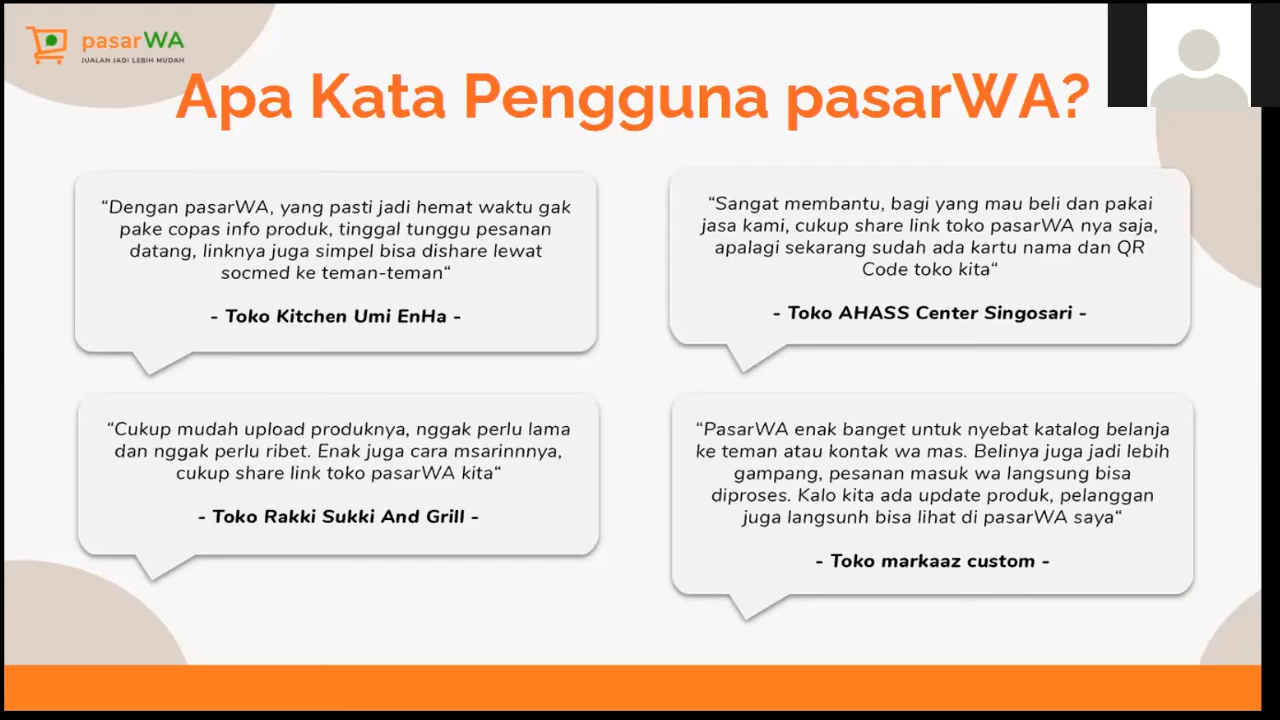 pasarWA
JUALAN JADI LEBIH MUDAH
Apa Kata Pengguna pasarWA?
“Dengan pasarWA, yang pasti jadi hemat waktu gak
pake copas info produk, tinggal tunggu pesanan
datang, linknya juga simpel bisa dishare lewat
socmed ke teman-teman“
- Toko Kitchen Umi EnHa -
“Sangat membantu, bagi yang mau beli dan pakai
jasa kami, cukup share link toko pasarWA nya saja,
apalagi sekarang sudah ada kartu nama dan QR
Code toko kita“
- Toko AHASS Center Singosari -
“Cukup mudah upload produknya, nggak perlu lama
dan nggak perlu ribet. Enak juga cara msarinnnya,
cukup share link toko pasarWA kita“
- Toko Rakki Sukki And Grill -
“PasarWA enak banget untuk nyebat katalog belanja
ke teman atau kontak wa mas. Belinya juga jadi lebih
gampang, pesanan masuk wa langsung bisa
diproses. Kalo kita ada update produk, pelanggan
juga langsunh bisa lihat di pasarWA saya“
- Toko markaaz custom -